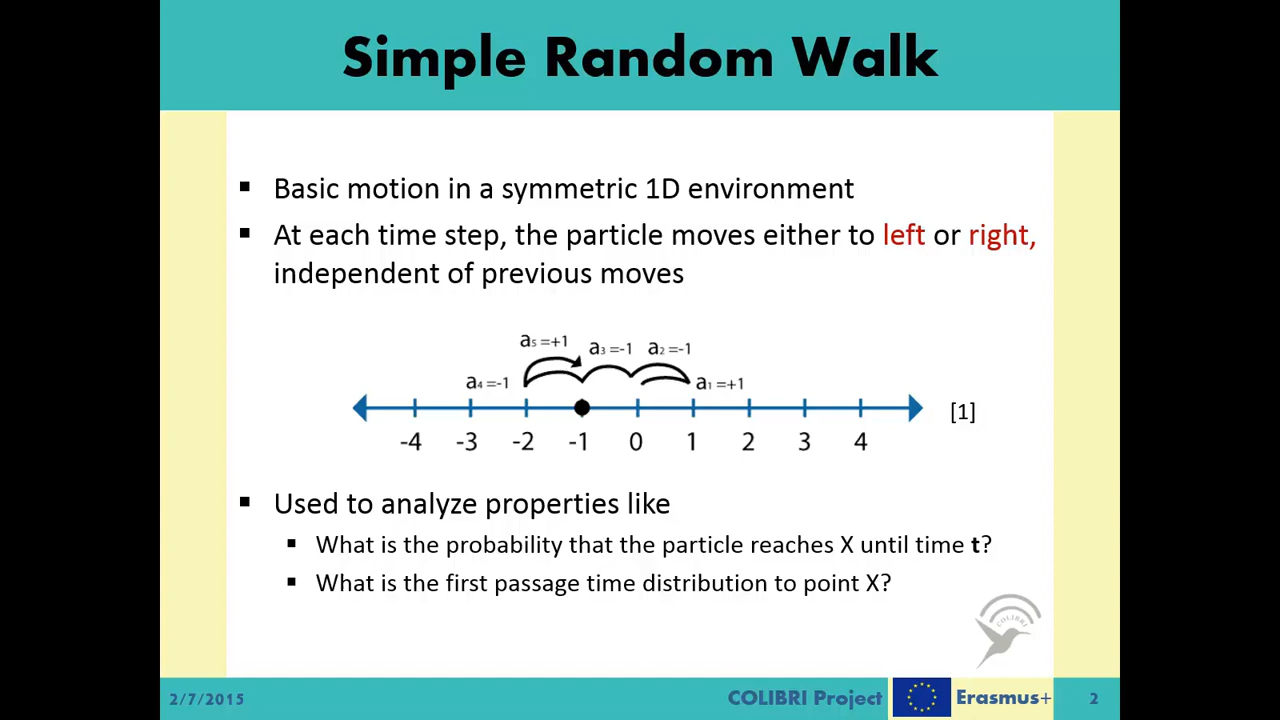 Simple Random Walk
▪ Basic motion in a symmetric 1D environment
▪ At each time step, the particle moves either to left or right,
independent of previous moves
a₅ =+1 a₃ =-1 a₂ =-1
a₄ =-1 a₁ =+1
[1]
-4 -3 -2 -1 0 1 2 3 4
▪ Used to analyze properties like
▪ What is the probability that the particle reaches X until time t?
▪ What is the first passage time distribution to point X?
COLIBRI
2/7/2015 COLIBRI Project Erasmus+ 2